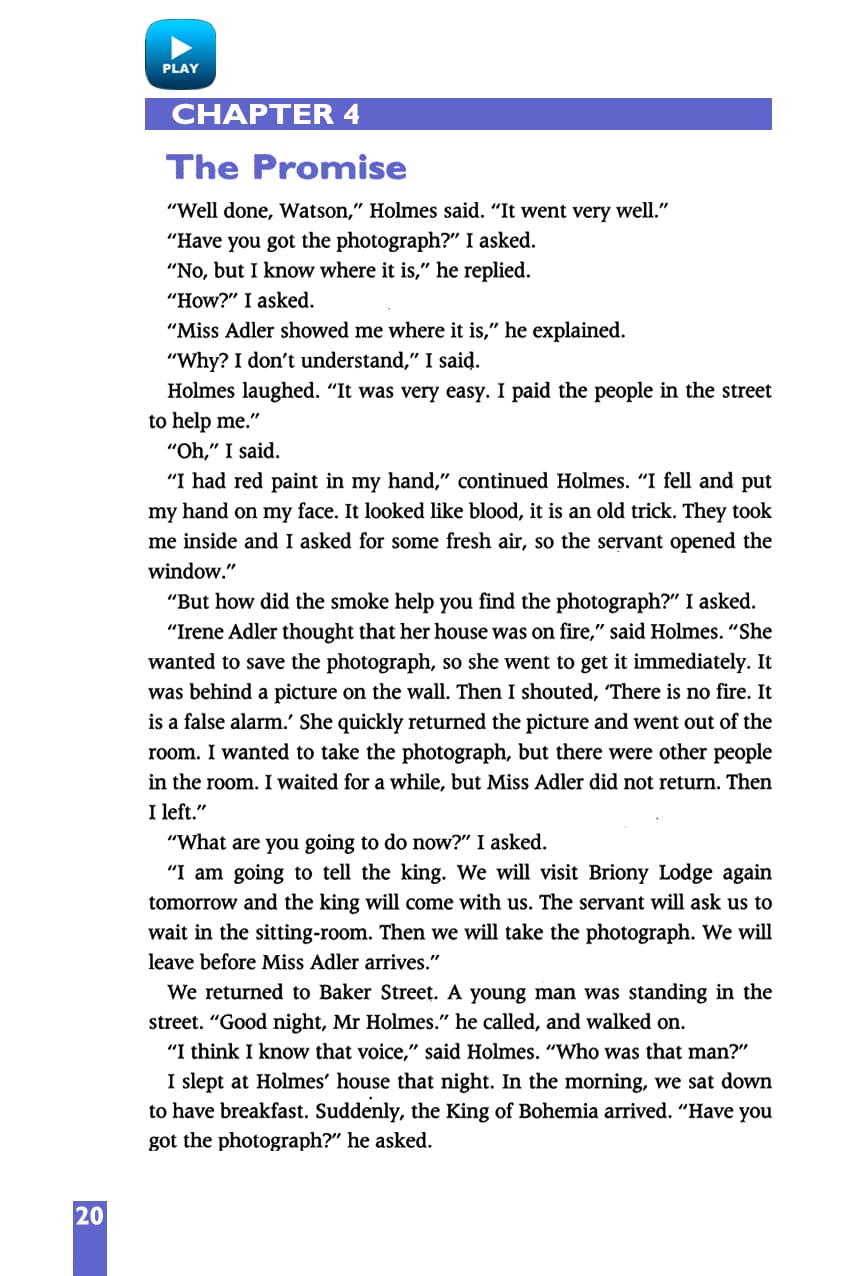 PLAY
CHAPTER 4
The Promise
“Well done, Watson,” Holmes said. “It went very well.”
“Have you got the photograph?” I asked.
“No, but I know where it is,” he replied.
“How?” I asked.
“Miss Adler showed me where it is,” he explained.
“Why? I don’t understand,” I said.
Holmes laughed. “It was very easy. I paid the people in the street
to help me.”
“Oh,” I said.
“I had red paint in my hand,” continued Holmes. “I fell and put
my hand on my face. It looked like blood, it is an old trick. They took
me inside and I asked for some fresh air, so the servant opened the
window.”
“But how did the smoke help you find the photograph?” I asked.
“Irene Adler thought that her house was on fire,” said Holmes. “She
wanted to save the photograph, so she went to get it immediately. It
was behind a picture on the wall. Then I shouted, ‘There is no fire. It
is a false alarm.’ She quickly returned the picture and went out of the
room. I wanted to take the photograph, but there were other people
in the room. I waited for a while, but Miss Adler did not return. Then
I left.”
“What are you going to do now?” I asked.
“I am going to tell the king. We will visit Briony Lodge again
tomorrow and the king will come with us. The servant will ask us to
wait in the sitting-room. Then we will take the photograph. We will
leave before Miss Adler arrives.”
We returned to Baker Street. A young man was standing in the
street. “Good night, Mr Holmes.” he called, and walked on.
“I think I know that voice,” said Holmes. “Who was that man?”
I slept at Holmes’ house that night. In the morning, we sat down
to have breakfast. Suddenly, the King of Bohemia arrived. “Have you
got the photograph?” he asked.
20